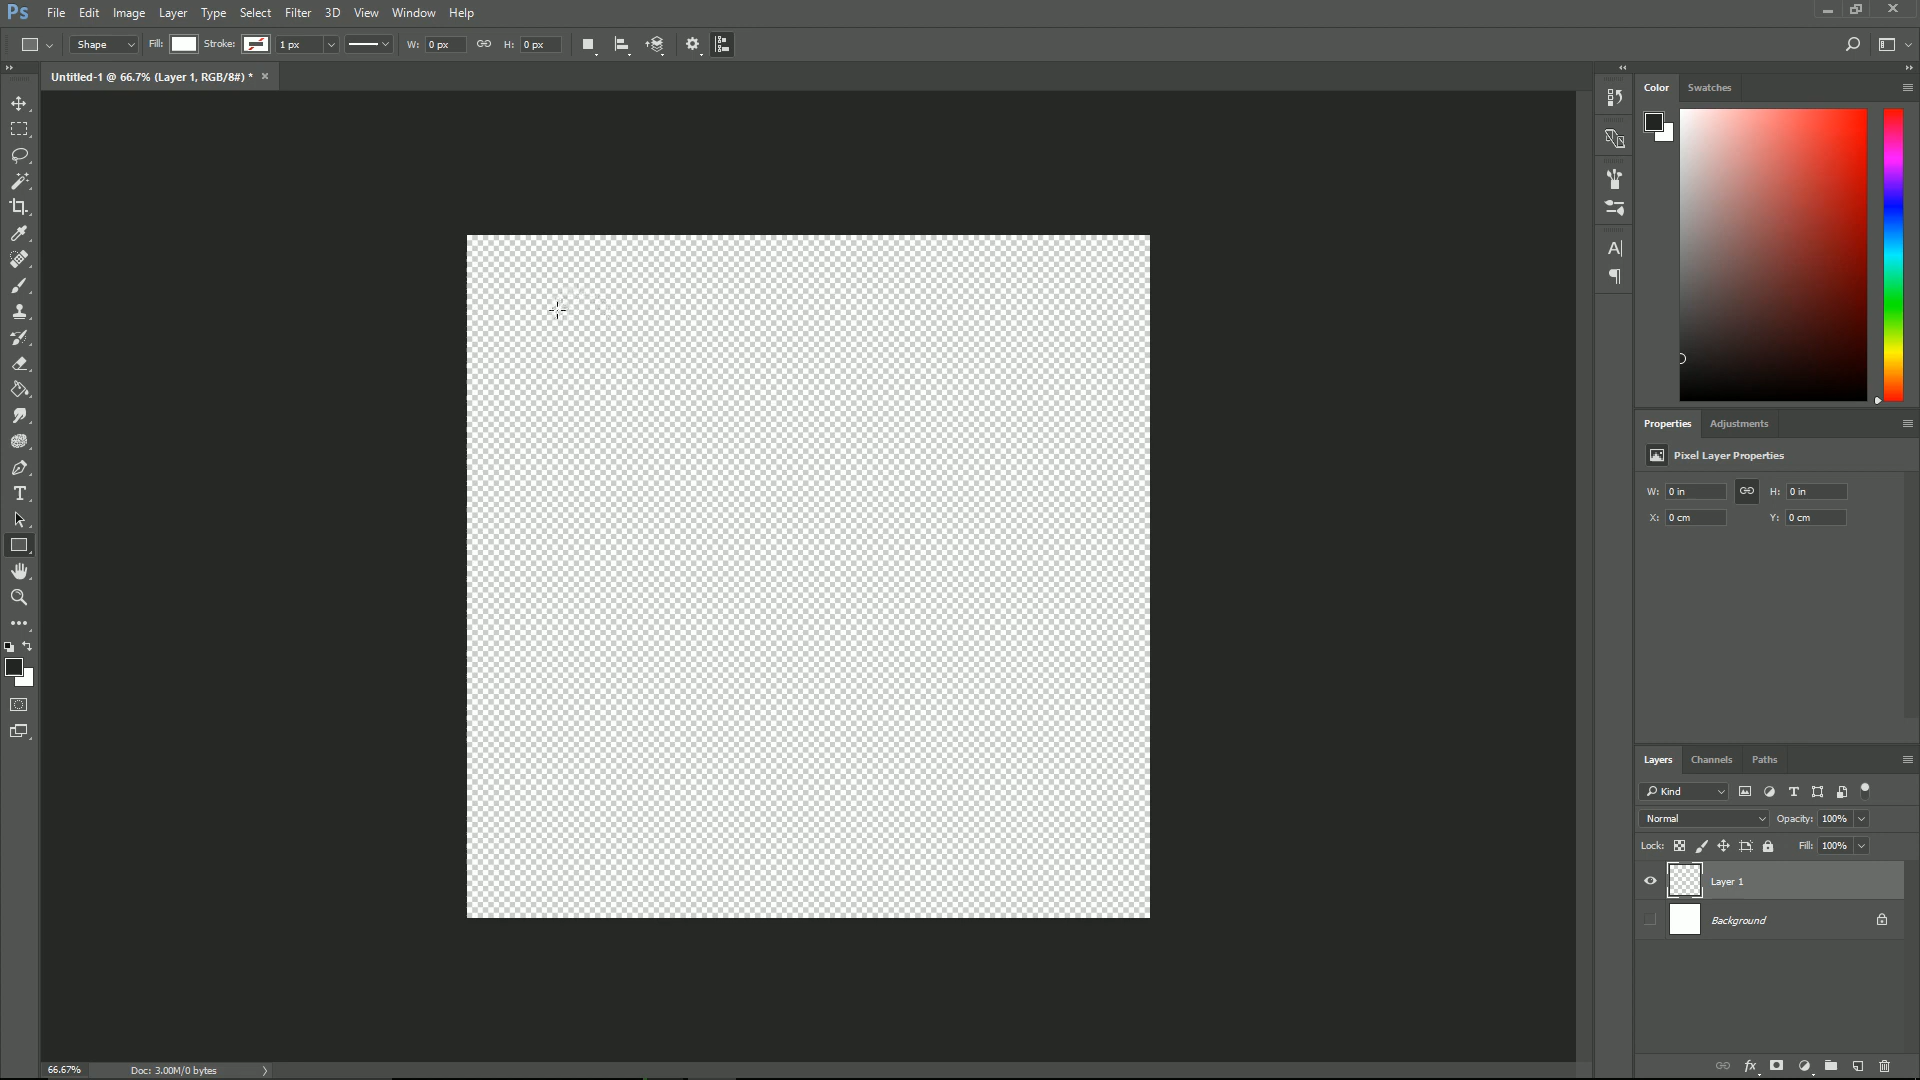 Ps File Edit Image Layer Type Select Filter 3D View Window Help
Shape Fill: Stroke: 1 px W: 0 px H: 0 px
Untitled-1 @ 66.7% (Layer 1, RGB/8#) *
Color Swatches
A
T
Properties Adjustments
Pixel Layer Properties
W: 0 in H: 0 in
X: 0 cm Y: 0 cm
Layers Channels Paths
Kind T
Normal Opacity: 100%
Lock: Fill: 100%
Layer 1
Background
fx
66.67% Doc: 3.00M/0 bytes